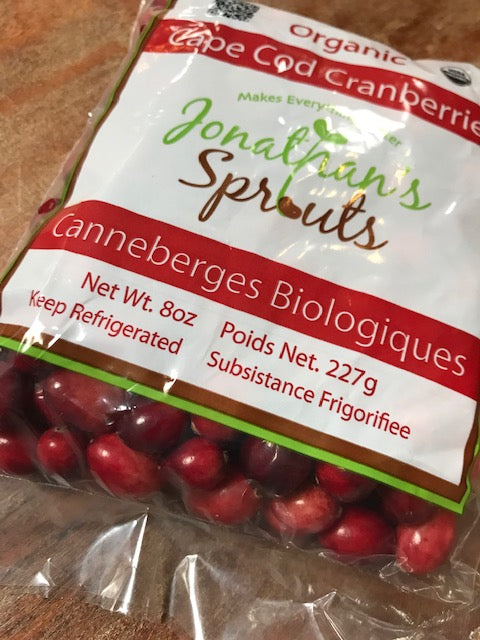 Organic
Cape Cod Cranberrie
Makes Every
Jonathan's
Sprouts
Canneberges Biologiques
Net Wt. 8oz
Keep Refrigerated
Poids Net. 227g
Subsistance Frigorifiee